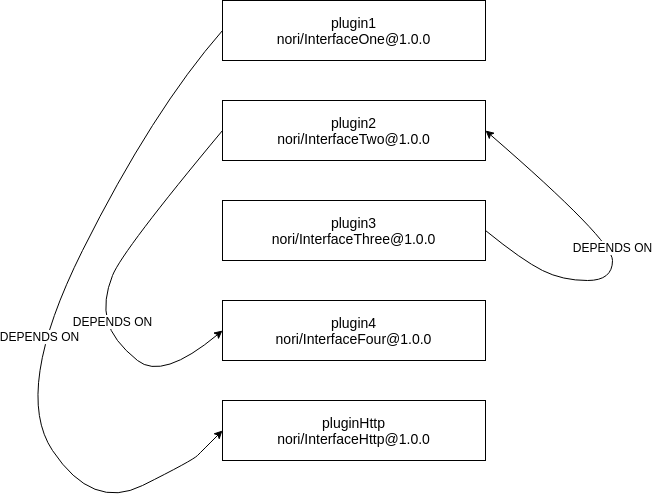 plugin1
nori/InterfaceOne@1.0.0
plugin2
nori/InterfaceTwo@1.0.0
plugin3
nori/InterfaceThree@1.0.0
DEPENDS ON
plugin4
nori/InterfaceFour@1.0.0
DEPENDS ON
DEPENDS ON
pluginHttp
nori/InterfaceHttp@1.0.0